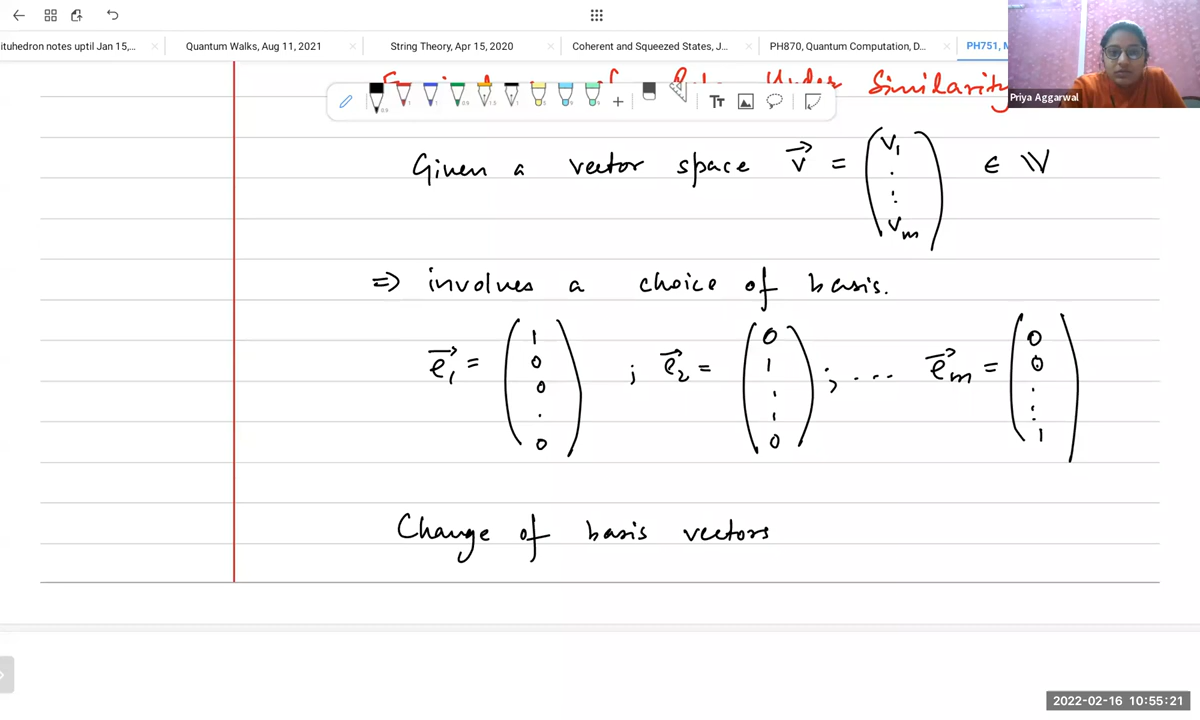 ituhedron notes uptil Jan 15,... Quantum Walks, Aug 11, 2021 String Theory, Apr 15, 2020 Coherent and Squeezed States, J... PH870, Quantum Computation, D... PH751, M
Under Similarity
Priya Aggarwal
Given a vector space v⃗ = (v₁ . ⋮ vₘ) ∈ V
⇒ involves a choice of basis.
e⃗₁ = (1 0 0 . 0) ; e⃗₂ = (0 1 . . 0) ; ... e⃗ₘ = (0 0 . ⋮ 1)
Change of basis vectors
2022-02-16 10:55:21